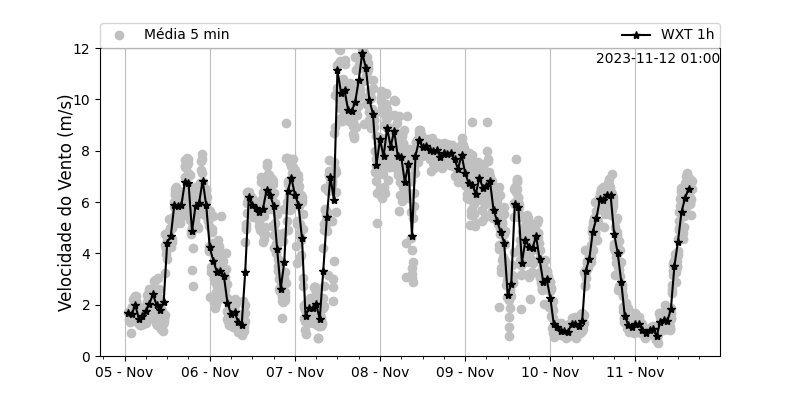 Média 5 min
WXT 1h
2023-11-12 01:00
Velocidade do Vento (m/s)
12
10
8
6
4
2
0
05 - Nov 06 - Nov 07 - Nov 08 - Nov 09 - Nov 10 - Nov 11 - Nov